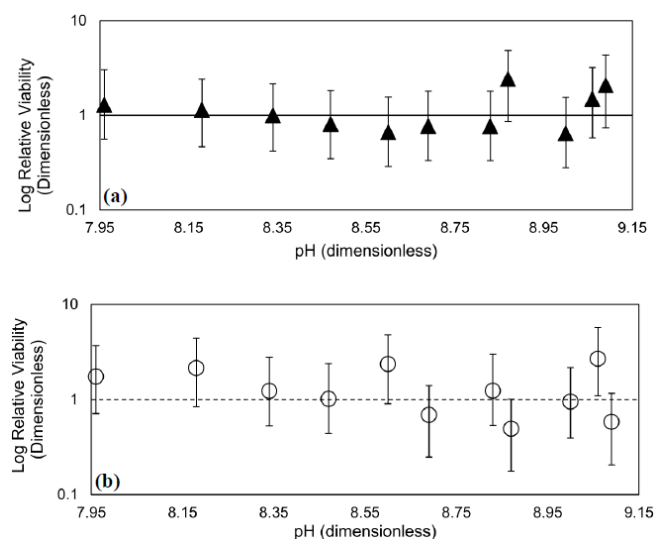 10
1
0.1
Log Relative Viability
(Dimensionless)
(a)
7.95 8.15 8.35 8.55 8.75 8.95 9.15
pH (dimensionless)
10
1
0.1
Log Relative Viability
(Dimensionless)
(b)
7.95 8.15 8.35 8.55 8.75 8.95 9.15
pH (dimensionless)